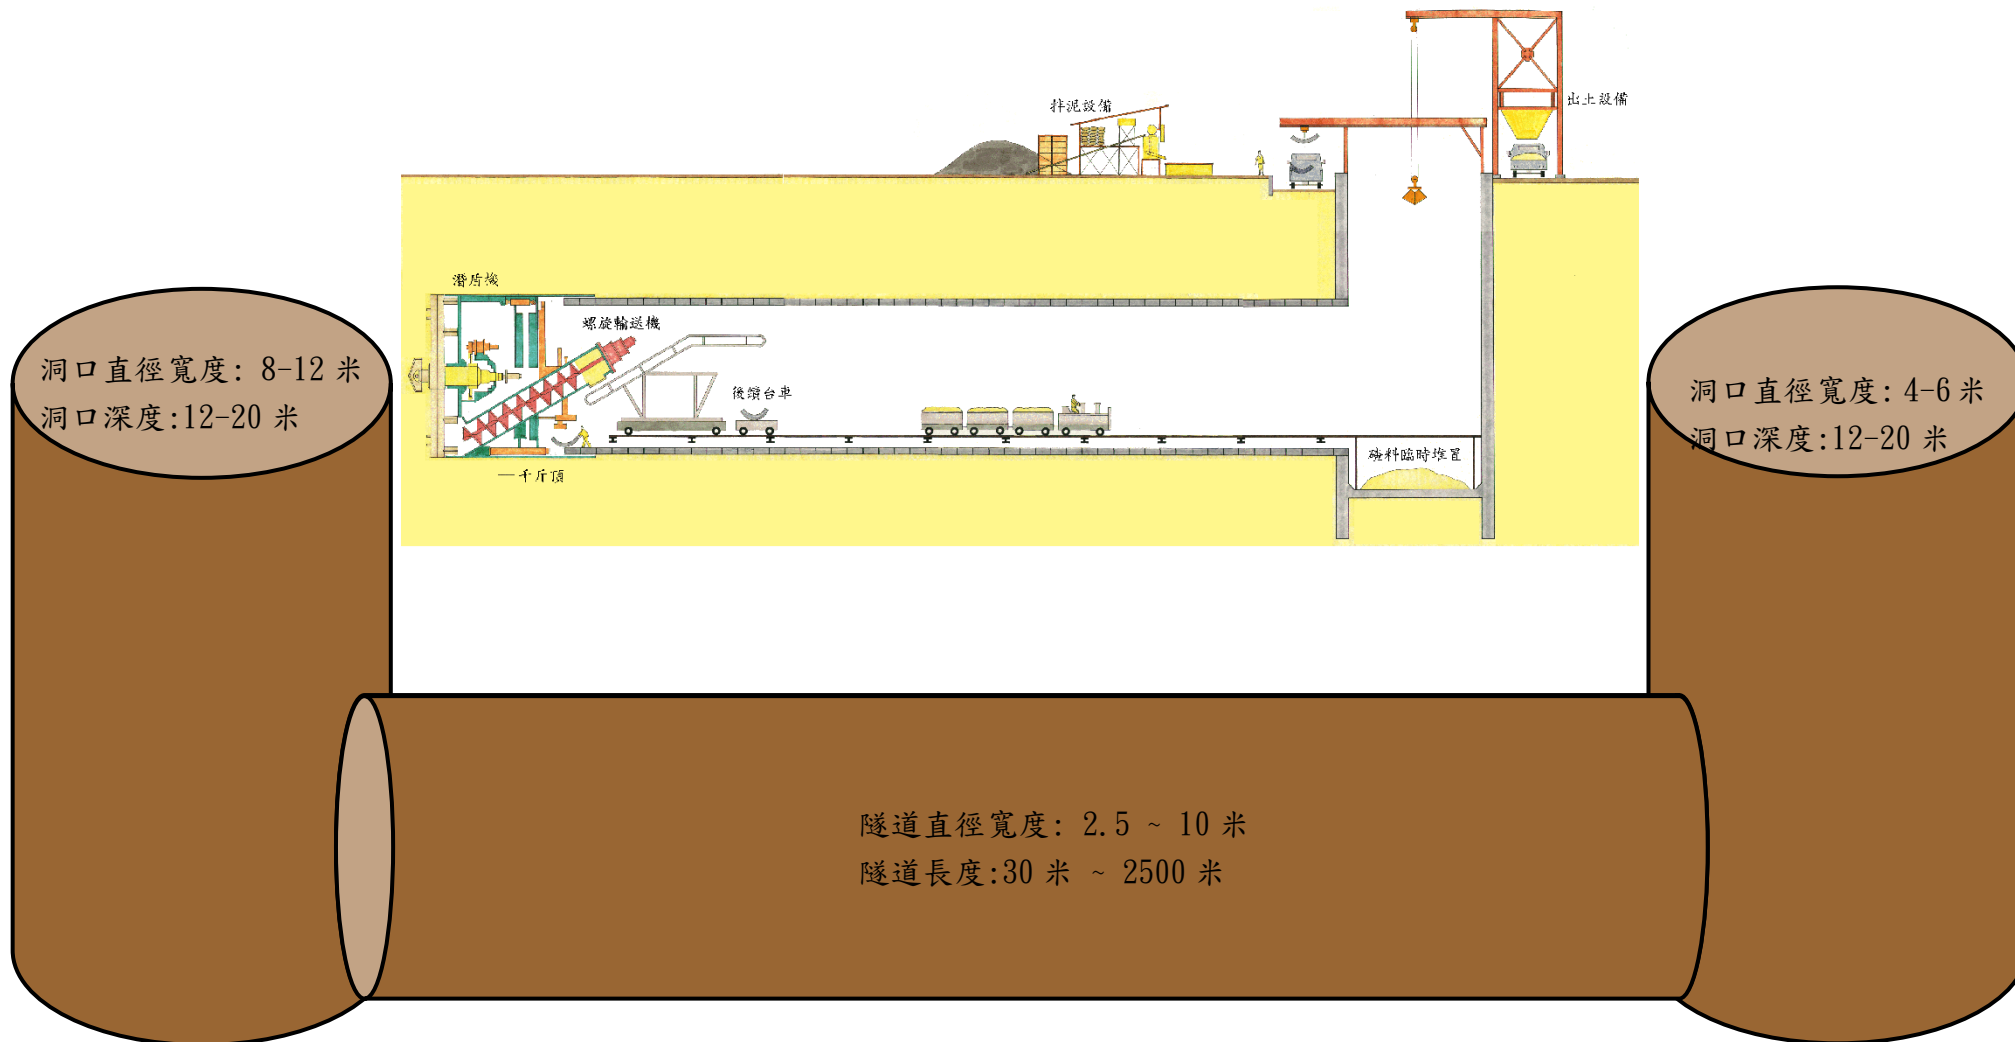 拌泥設備
出土設備
潛盾機
螺旋輸送機
後續台車
碴料臨時堆置
一千斤頂
洞口直徑寬度: 8-12 米
洞口深度:12-20 米
洞口直徑寬度: 4-6 米
洞口深度:12-20 米
隧道直徑寬度: 2.5 ~ 10 米
隧道長度:30 米 ~ 2500 米